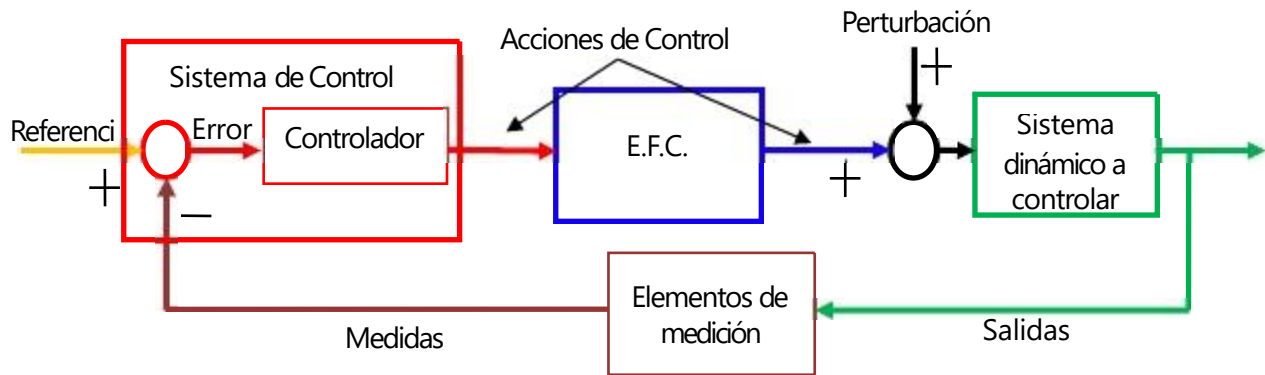 Acciones de Control
Perturbación
+
Sistema de Control
Referenci
Error
Controlador
E.F.C.
Sistema
dinámico a
controlar
+
−
+
Elementos de
medición
Medidas
Salidas